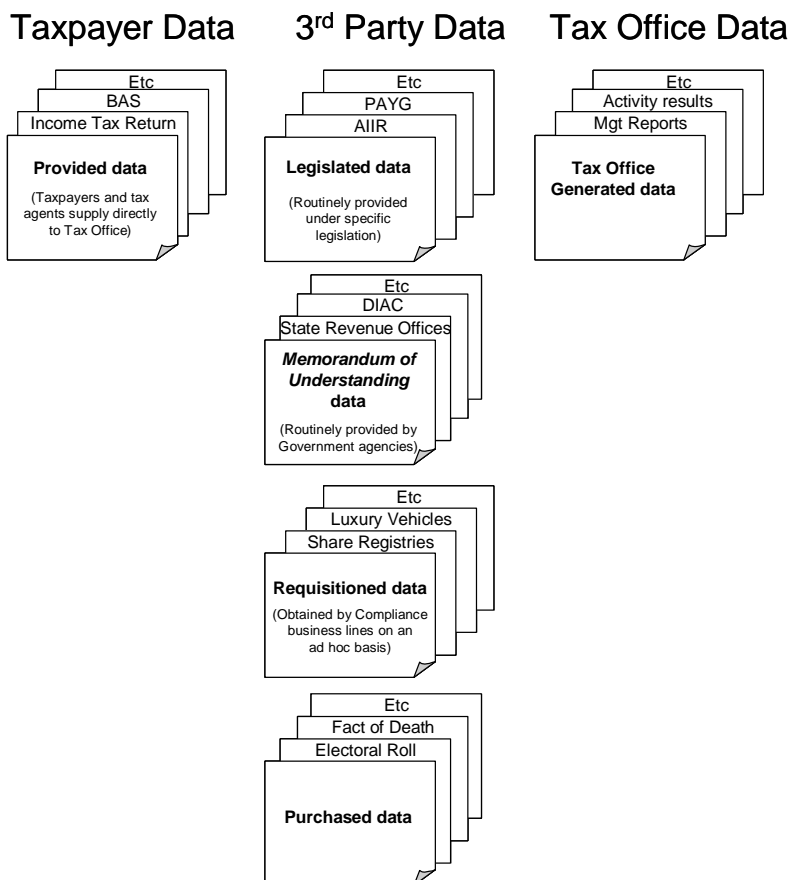 Taxpayer Data
3rd Party Data
Tax Office Data
Etc
BAS
Income Tax Return
Provided data
(Taxpayers and tax
agents supply directly
to Tax Office)
Etc
PAYG
AIIR
Legislated data
(Routinely provided
under specific
legislation)
Etc
DIAC
State Revenue Offices
Memorandum of
Understanding
data
(Routinely provided by
Government agencies)
Etc
Luxury Vehicles
Share Registries
Requisitioned data
(Obtained by Compliance
business lines on an
ad hoc basis)
Etc
Fact of Death
Electoral Roll
Purchased data
Etc
Activity results
Mgt Reports
Tax Office
Generated data